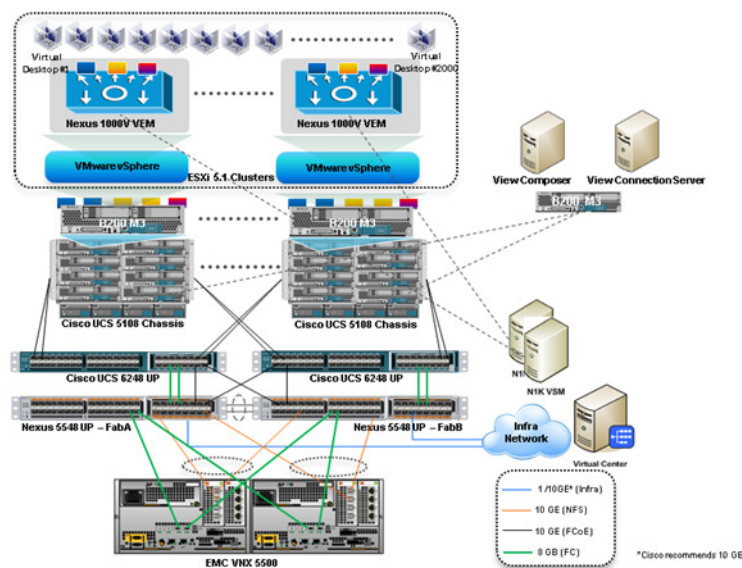 Virtual
Desktop #1
Virtual
Desktop #2000
Nexus 1000V VEM
Nexus 1000V VEM
VMware vSphere
VMware vSphere
ESXi 5.1 Clusters
View Composer
View Connection Server
B200 M3
B200 M3
Cisco UCS 5108 Chassis
Cisco UCS 5108 Chassis
N1K VSM
Cisco UCS 6248 UP
Cisco UCS 6248 UP
Nexus 5548 UP – FabA
Nexus 5548 UP – FabB
Infra
Network
Virtual Center
1 /10GE* (Infra)
10 GE (NFS)
10 GE (FCoE)
8 GB (FC)
*Cisco recommends 10 GE
EMC VNX 5500